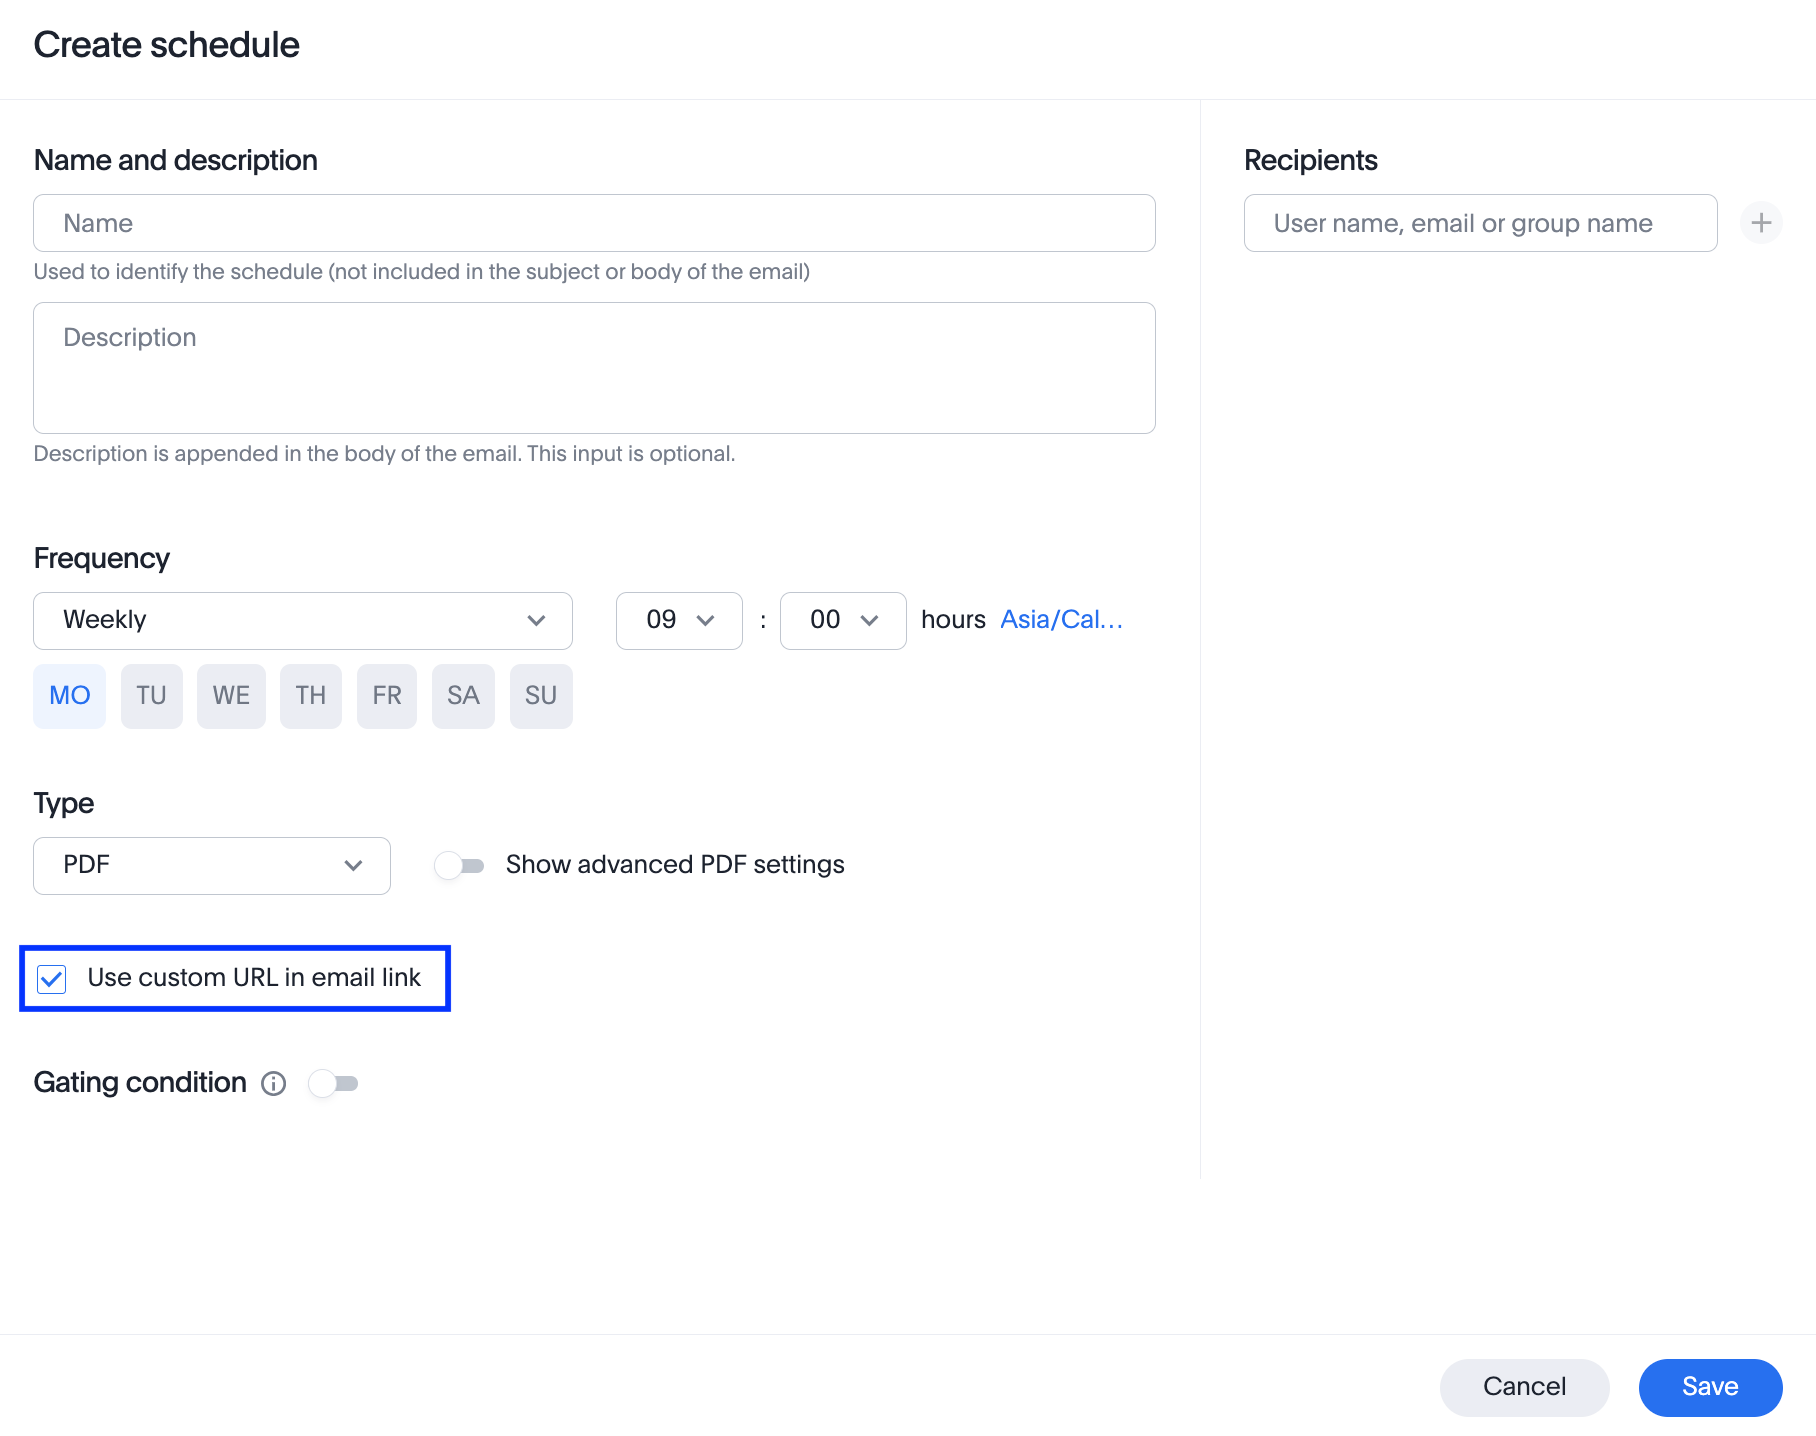 Create schedule
Name and description
Name
Used to identify the schedule (not included in the subject or body of the email)
Description
Description is appended in the body of the email. This input is optional.
Frequency
Weekly 09 : 00 hours Asia/Cal...
MO TU WE TH FR SA SU
Type
PDF Show advanced PDF settings
Use custom URL in email link
Gating condition
Recipients
User name, email or group name
Cancel Save